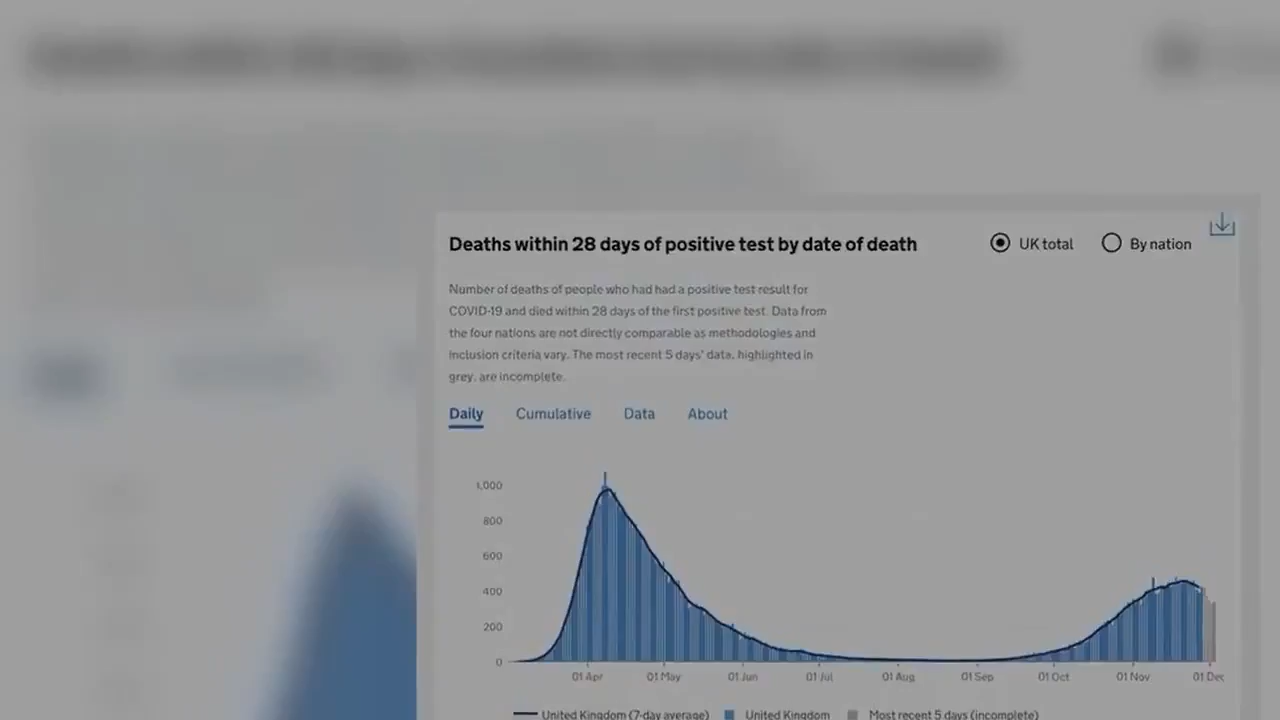 Deaths within 28 days of positive test by date of death
UK total
By nation
Number of deaths of people who had had a positive test result for
COVID-19 and died within 28 days of the first positive test. Data from
the four nations are not directly comparable as methodologies and
inclusion criteria vary. The most recent 5 days' data, highlighted in
grey, are incomplete.
Daily Cumulative Data About
1,000
800
600
400
200
0
01 Apr 01 May 01 Jun 01 Jul 01 Aug 01 Sep 01 Oct 01 Nov 01 Dec
United Kingdom (7-day average) United Kingdom Most recent 5 days (incomplete)